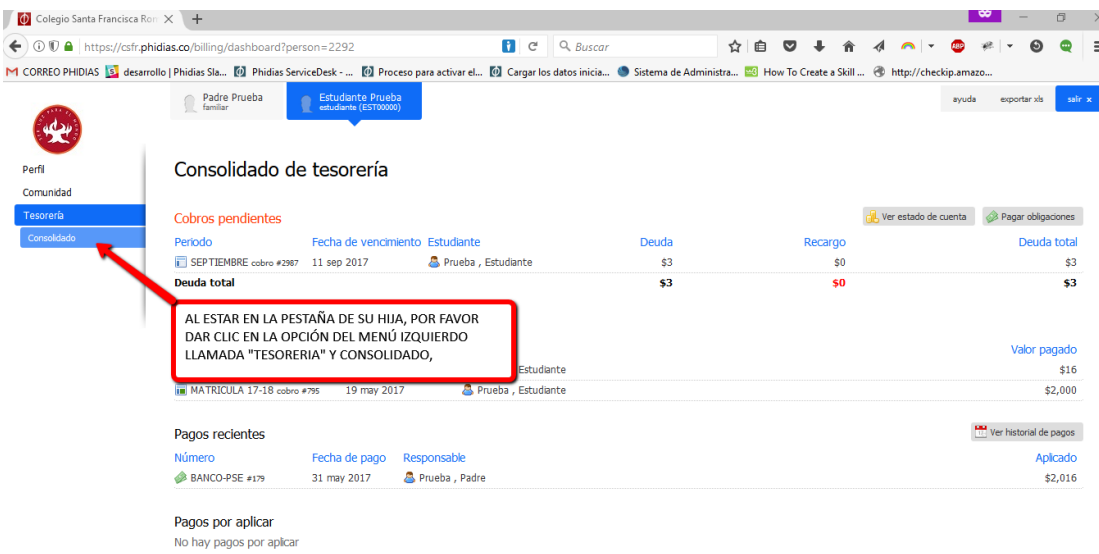 Colegio Santa Francisca Ron
https://csfr.phidias.co/billing/dashboard?person=2292
Buscar
ABP
CORREO PHIDIAS desarrollo | Phidias Sla... Phidias ServiceDesk - ... Proceso para activar el... Cargar los datos inicia... Sistema de Administra... How To Create a Skill ... http://checkip.amazo...
Padre Prueba
familiar
Estudiante Prueba
estudiante (EST00000)
ayuda exportar xls salir x
Perfil
Comunidad
Tesorería
Consolidado
Consolidado de tesorería
Cobros pendientes Ver estado de cuenta Pagar obligaciones
Periodo Fecha de vencimiento Estudiante Deuda Recargo Deuda total
SEPTIEMBRE cobro #2987 11 sep 2017 Prueba , Estudiante $3 $0 $3
Deuda total $3 $0 $3
AL ESTAR EN LA PESTAÑA DE SU HIJA, POR FAVOR
DAR CLIC EN LA OPCIÓN DEL MENÚ IZQUIERDO
LLAMADA "TESORERIA" Y CONSOLIDADO,
Valor pagado
Estudiante $16
MATRICULA 17-18 cobro #795 19 may 2017 Prueba , Estudiante $2,000
Pagos recientes Ver historial de pagos
Número Fecha de pago Responsable Aplicado
BANCO-PSE #179 31 may 2017 Prueba , Padre $2,016
Pagos por aplicar
No hay pagos por aplicar